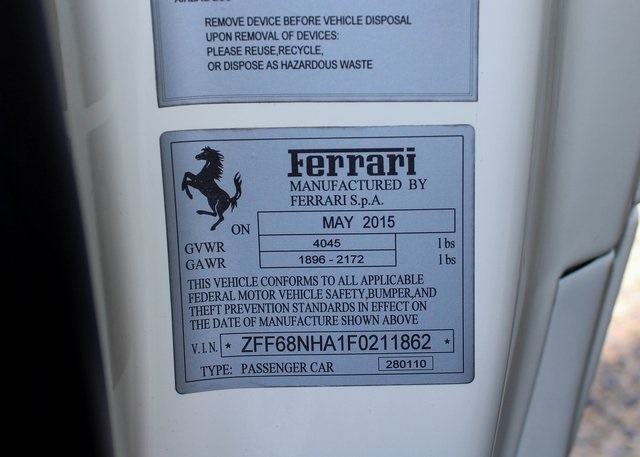 REMOVE DEVICE BEFORE VEHICLE DISPOSAL
UPON REMOVAL OF DEVICES:
PLEASE REUSE,RECYCLE,
OR DISPOSE AS HAZARDOUS WASTE
Ferrari
MANUFACTURED BY
FERRARI S.p.A.
ON MAY 2015
GVWR 4045 lbs
GAWR 1896 - 2172 lbs
THIS VEHICLE CONFORMS TO ALL APPLICABLE
FEDERAL MOTOR VEHICLE SAFETY,BUMPER,AND
THEFT PREVENTION STANDARDS IN EFFECT ON
THE DATE OF MANUFACTURE SHOWN ABOVE
V.I.N. * ZFF68NHA1F0211862 *
TYPE: PASSENGER CAR 280110